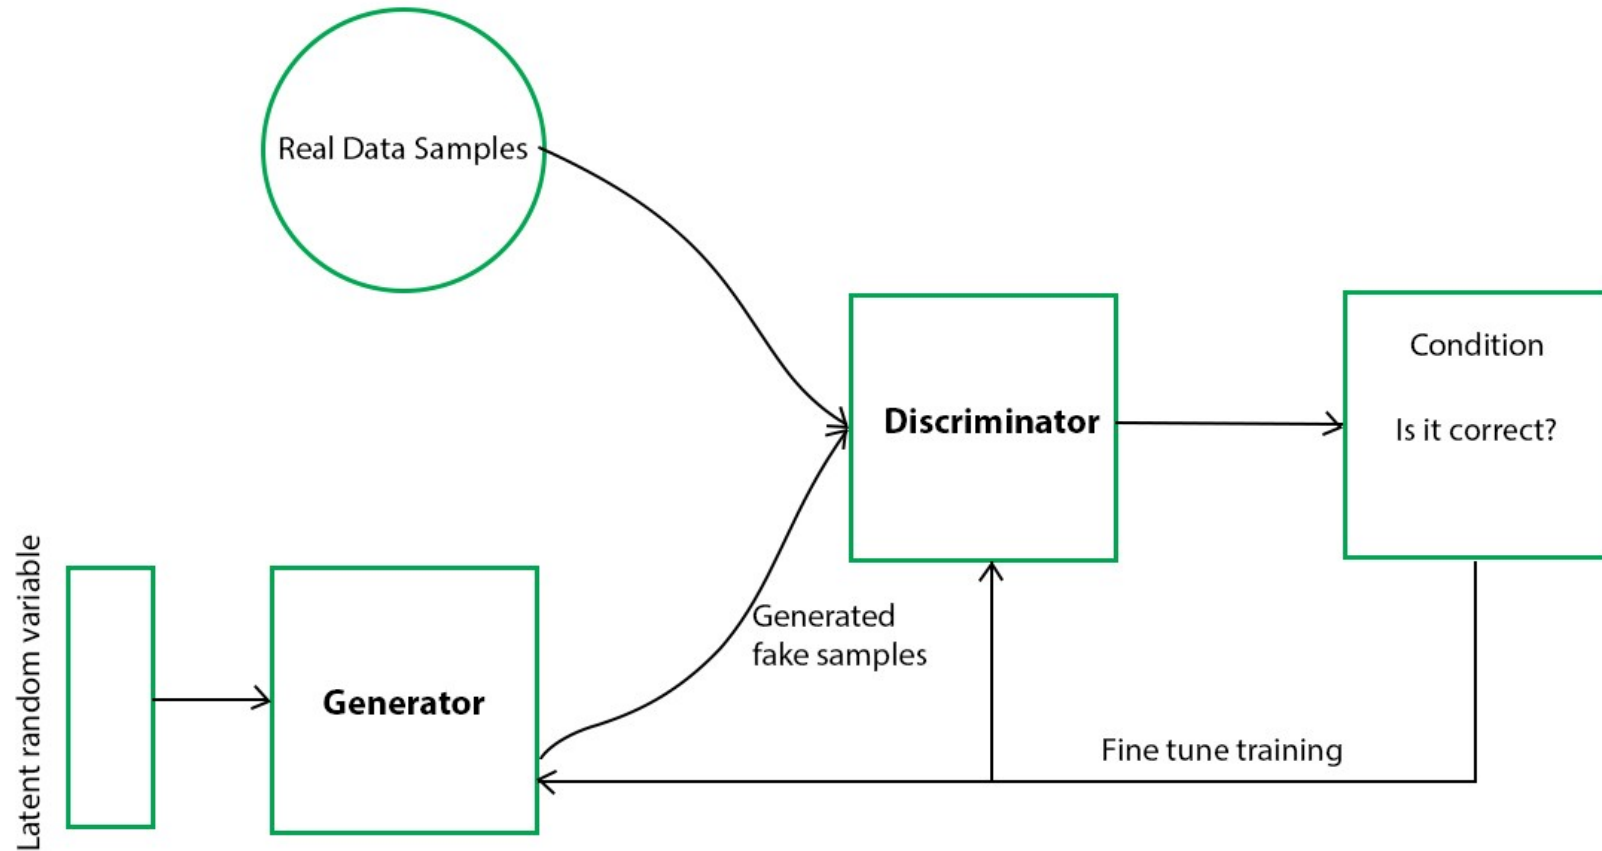 Real Data Samples
Condition
Discriminator
Is it correct?
Latent random variable
Generated
fake samples
Generator
Fine tune training